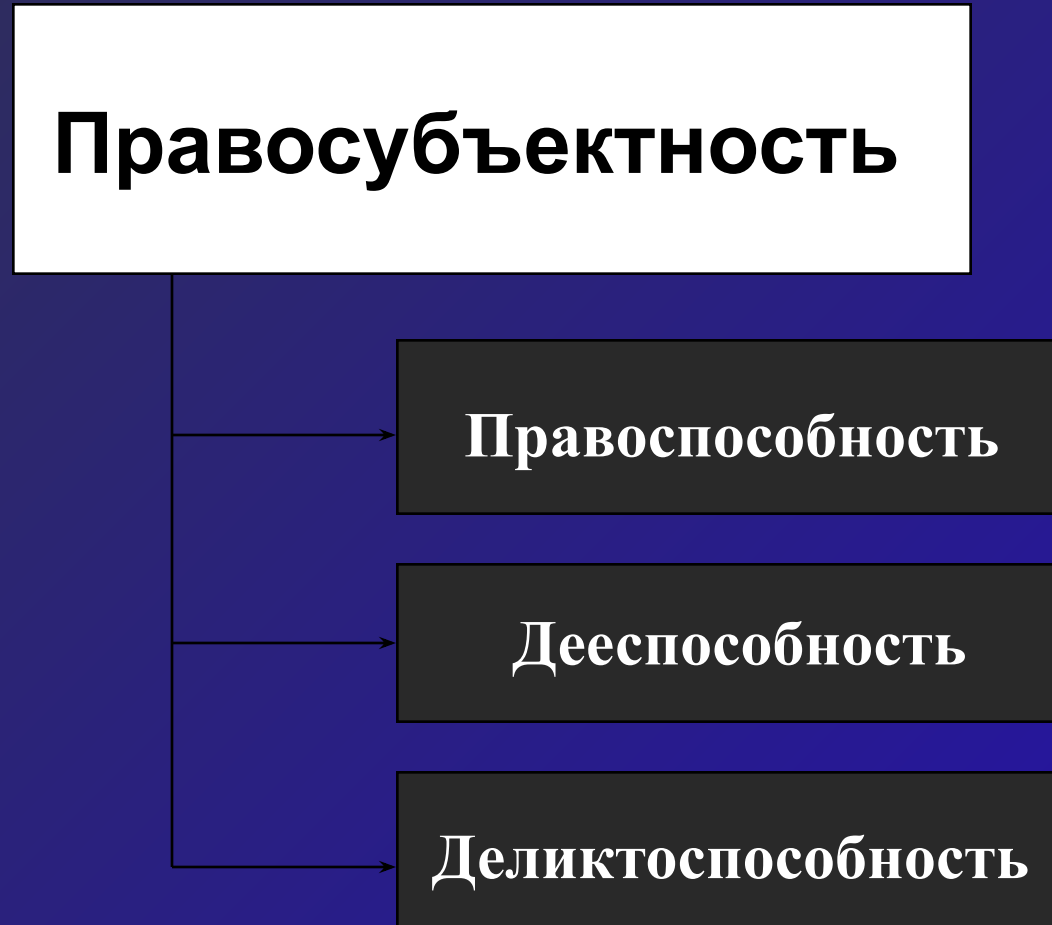 Правосубъектность
Правоспособность
Дееспособность
Деликтоспособность